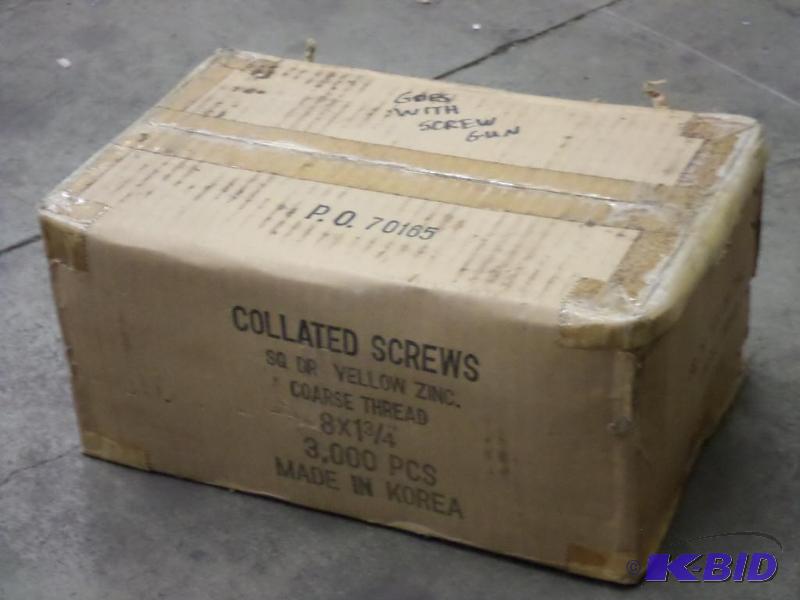 GOES
WITH
SCREW
GUN
P.O. 70165
COLLATED SCREWS
SQ DR YELLOW ZINC.
COARSE THREAD
8X1 3/4
3,000 PCS
MADE IN KOREA
© K-BID